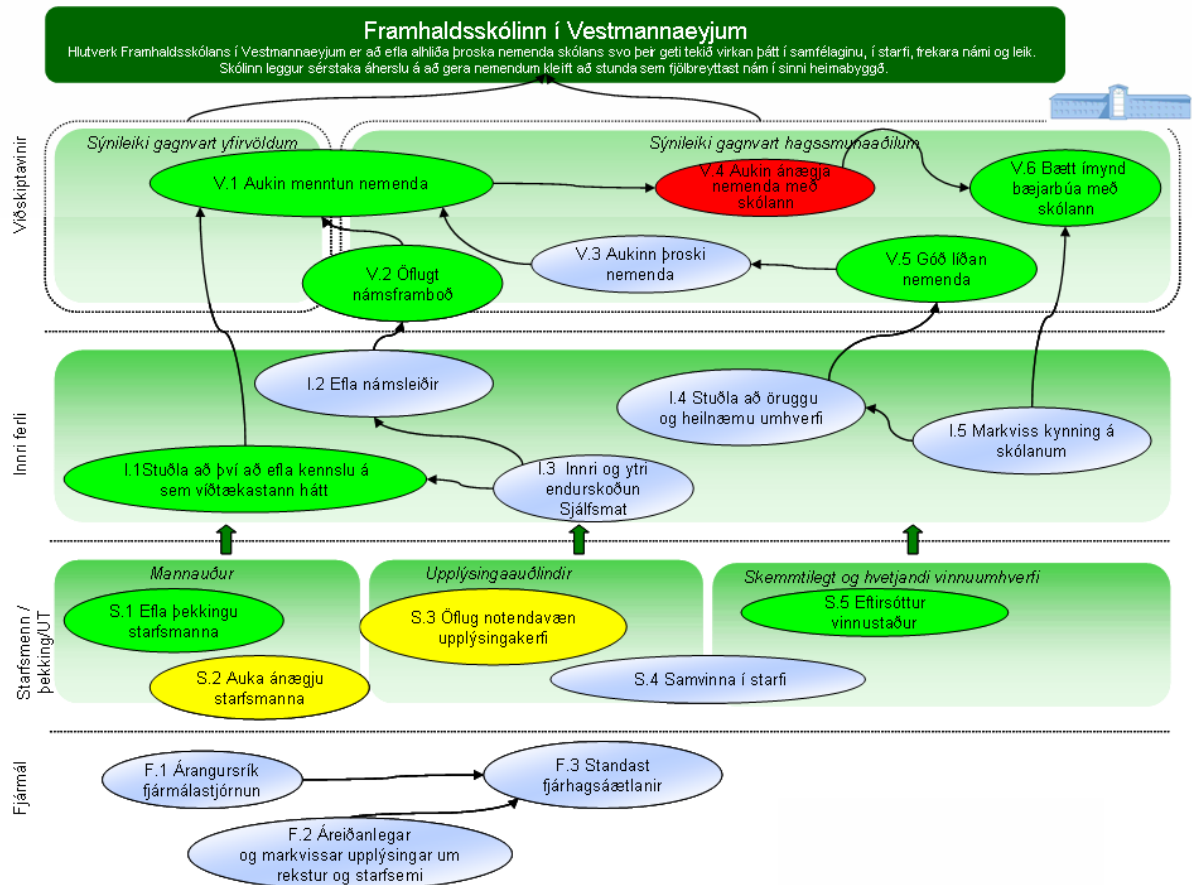 Framhaldsskólinn í Vestmannaeyjum
Hlutverk Framhaldsskólans í Vestmannaeyjum er að efla alhliða þroska nemenda skólans svo þeir geti tekið virkan þátt í samfélaginu, í starfi, frekara námi og leik.
Skólinn leggur sérstaka áherslu á að gera nemendum kleift að stunda sem fjölbreyttast nám í sinni heimabyggð.
Viðskiptavinir
Sýnileiki gagnvart yfirvöldum
Sýnileiki gagnvart hagssmunaaðilum
V.1 Aukin menntun nemenda
V.4 Aukin ánægja
nemenda með
skólann
V.6 Bætt ímynd
bæjarbúa með
skólann
V.2 Öflugt
námsframboð
V.3 Aukinn þroski
nemenda
V.5 Góð líðan
nemenda
Innri ferli
I.2 Efla námsleiðir
I.4 Stuðla að öruggu
og heilnæmu umhverfi
I.5 Markviss kynning á
skólanum
I.1Stuðla að því að efla kennslu á
sem víðtækastann hátt
I.3 Innri og ytri
endurskoðun
Sjálfsmat
Starfsmenn /
þekking/UT
Mannauður
Upplýsingaauðlindir
Skemmtilegt og hvetjandi vinnuumhverfi
S.1 Efla þekkingu
starfsmanna
S.3 Öflug notendavæn
upplýsingakerfi
S.5 Eftirsóttur
vinnustaður
S.2 Auka ánægju
starfsmanna
S.4 Samvinna í starfi
Fjármál
F.1 Árangursrík
fjármálastjórnun
F.3 Standast
fjárhagsáætlanir
F.2 Áreiðanlegar
og markvissar upplýsingar um
rekstur og starfsemi